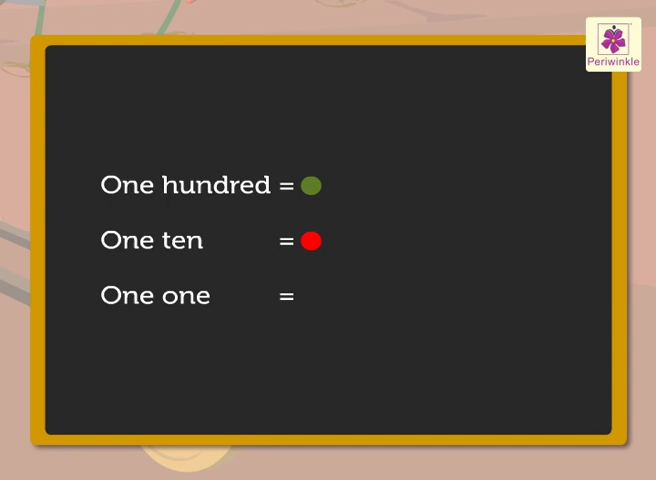 Periwinkle
One hundred =
One ten =
One one =